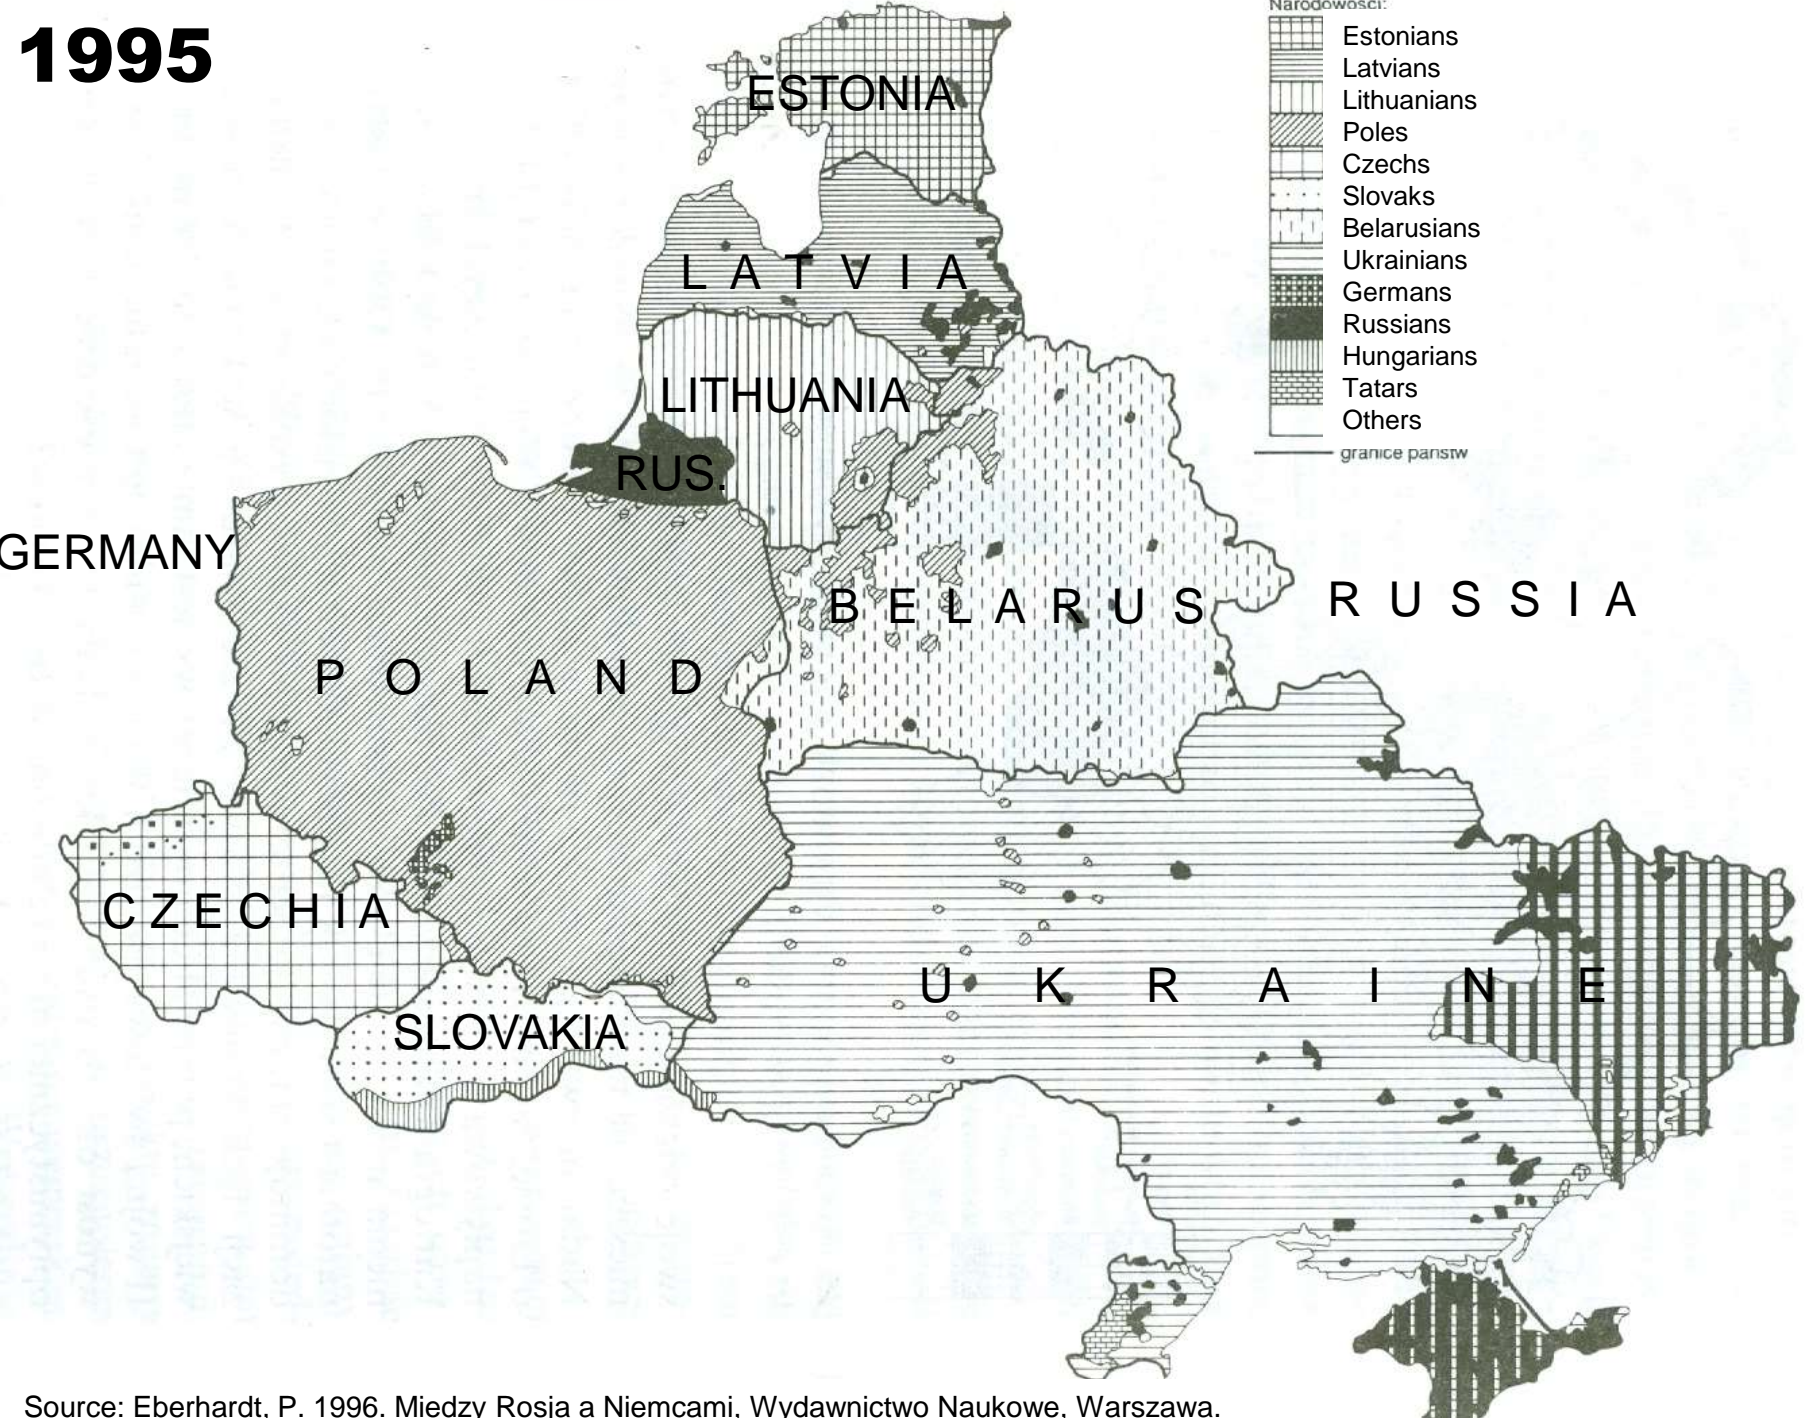 1995
Narodowości:
Estonians
Latvians
Lithuanians
Poles
Czechs
Slovaks
Belarusians
Ukrainians
Germans
Russians
Hungarians
Tatars
Others
granice państw
ESTONIA
LATVIA
LITHUANIA
RUS.
GERMANY
BELARUS
RUSSIA
POLAND
CZECHIA
UKRAINE
SLOVAKIA
Source: Eberhardt, P. 1996. Miedzy Rosja a Niemcami, Wydawnictwo Naukowe, Warszawa.